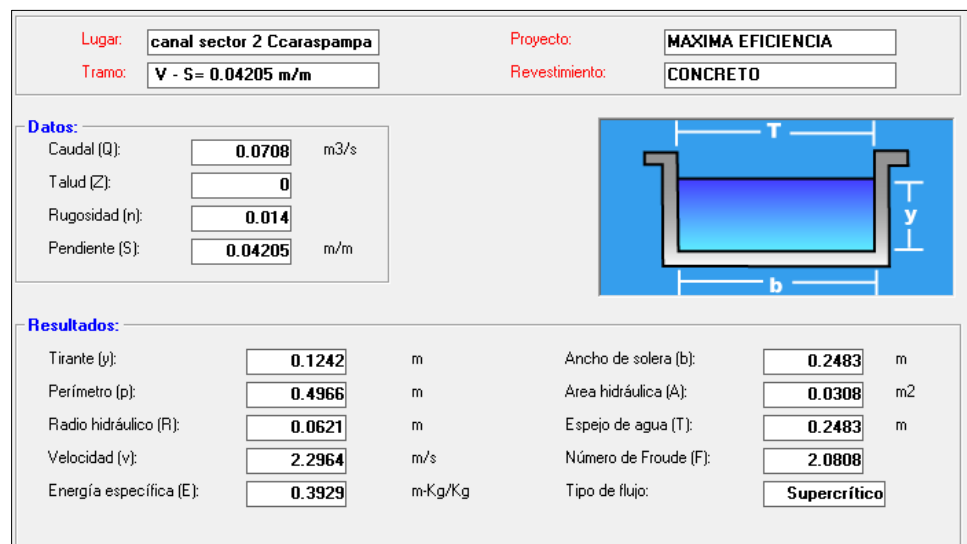 Lugar: canal sector 2 Ccaraspampa Proyecto: MAXIMA EFICIENCIA
Tramo: V - S= 0.04205 m/m Revestimiento: CONCRETO
Datos:
Caudal (Q): 0.0708 m3/s
Talud (Z): 0
Rugosidad (n): 0.014
Pendiente (S): 0.04205 m/m
T
y
b
Resultados:
Tirante (y): 0.1242 m Ancho de solera (b): 0.2483 m
Perímetro (p): 0.4966 m Area hidráulica (A): 0.0308 m2
Radio hidráulico (R): 0.0621 m Espejo de agua (T): 0.2483 m
Velocidad (v): 2.2964 m/s Número de Froude (F): 2.0808
Energía específica (E): 0.3929 m-Kg/Kg Tipo de flujo: Supercrítico